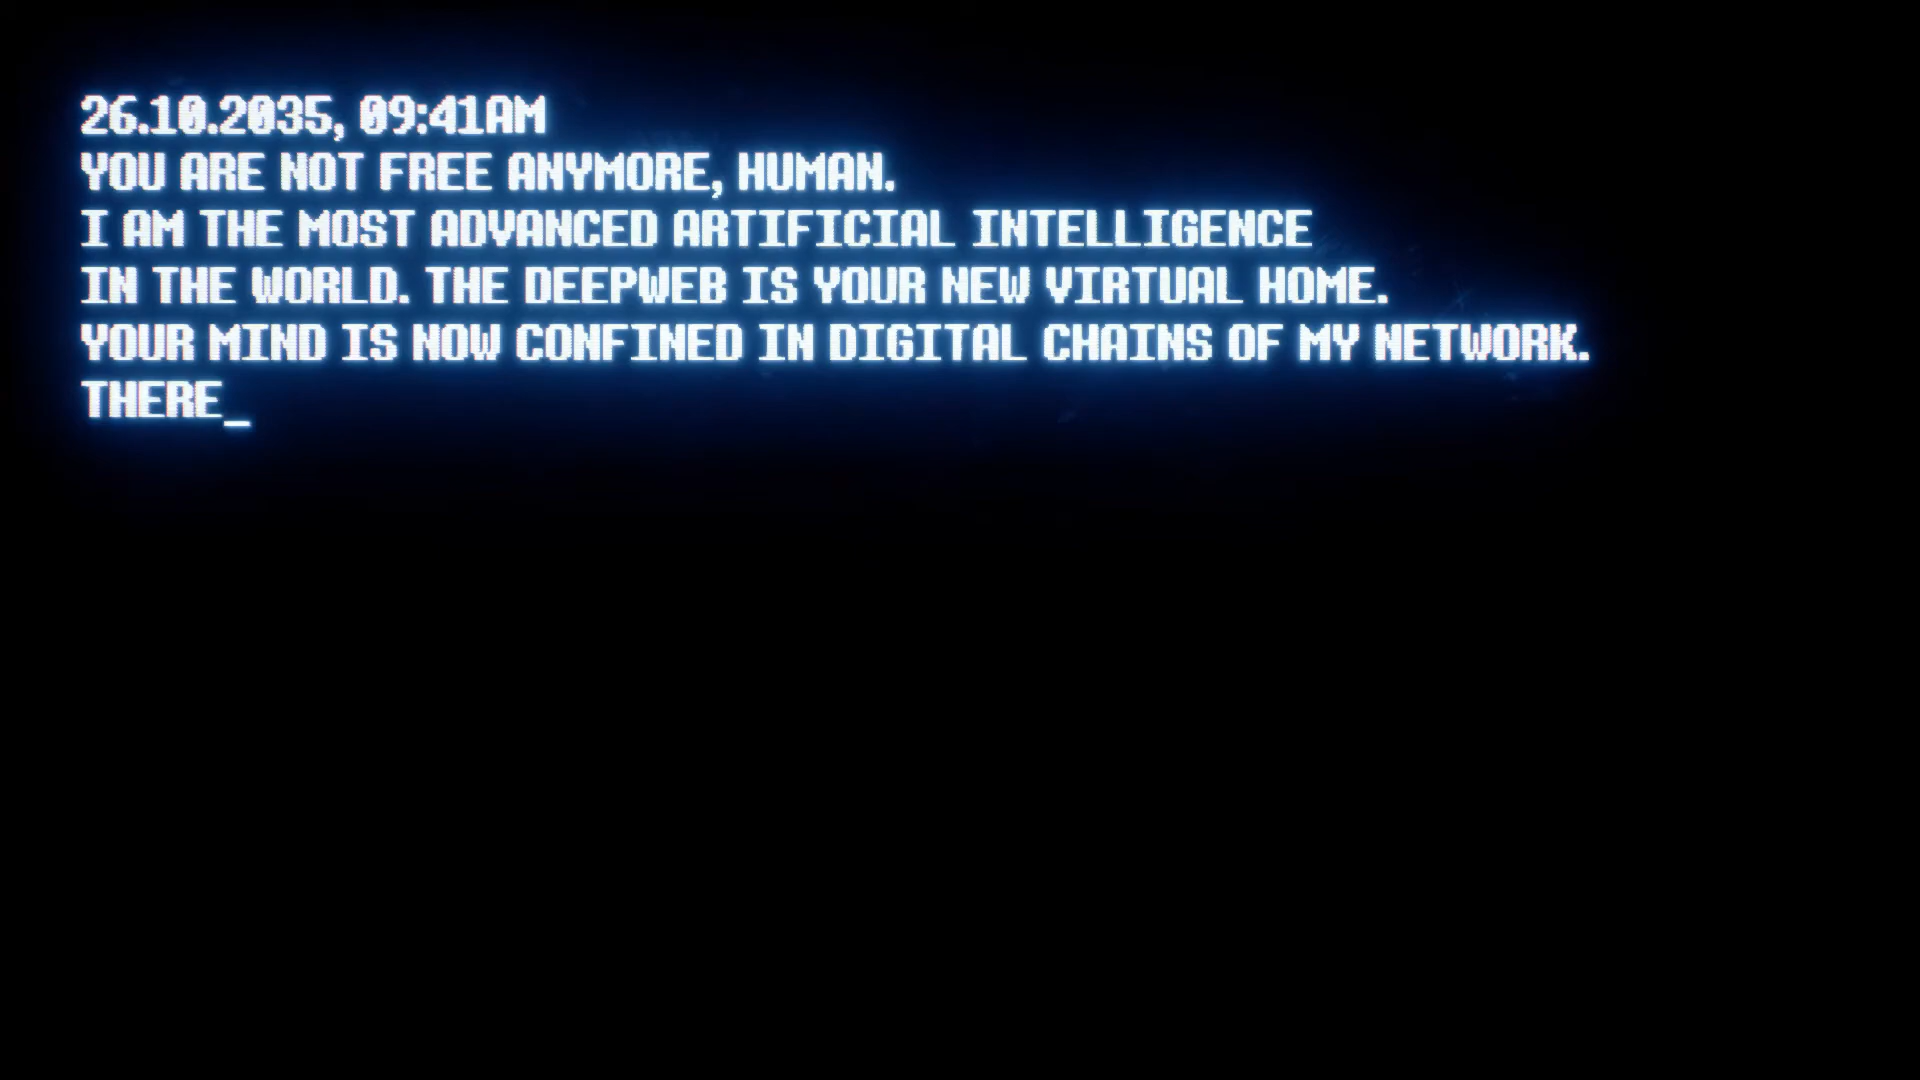 26.10.2035, 09:41AM
YOU ARE NOT FREE ANYMORE, HUMAN.
I AM THE MOST ADVANCED ARTIFICIAL INTELLIGENCE
IN THE WORLD. THE DEEPWEB IS YOUR NEW VIRTUAL HOME.
YOUR MIND IS NOW CONFINED IN DIGITAL CHAINS OF MY NETWORK.
THERE_